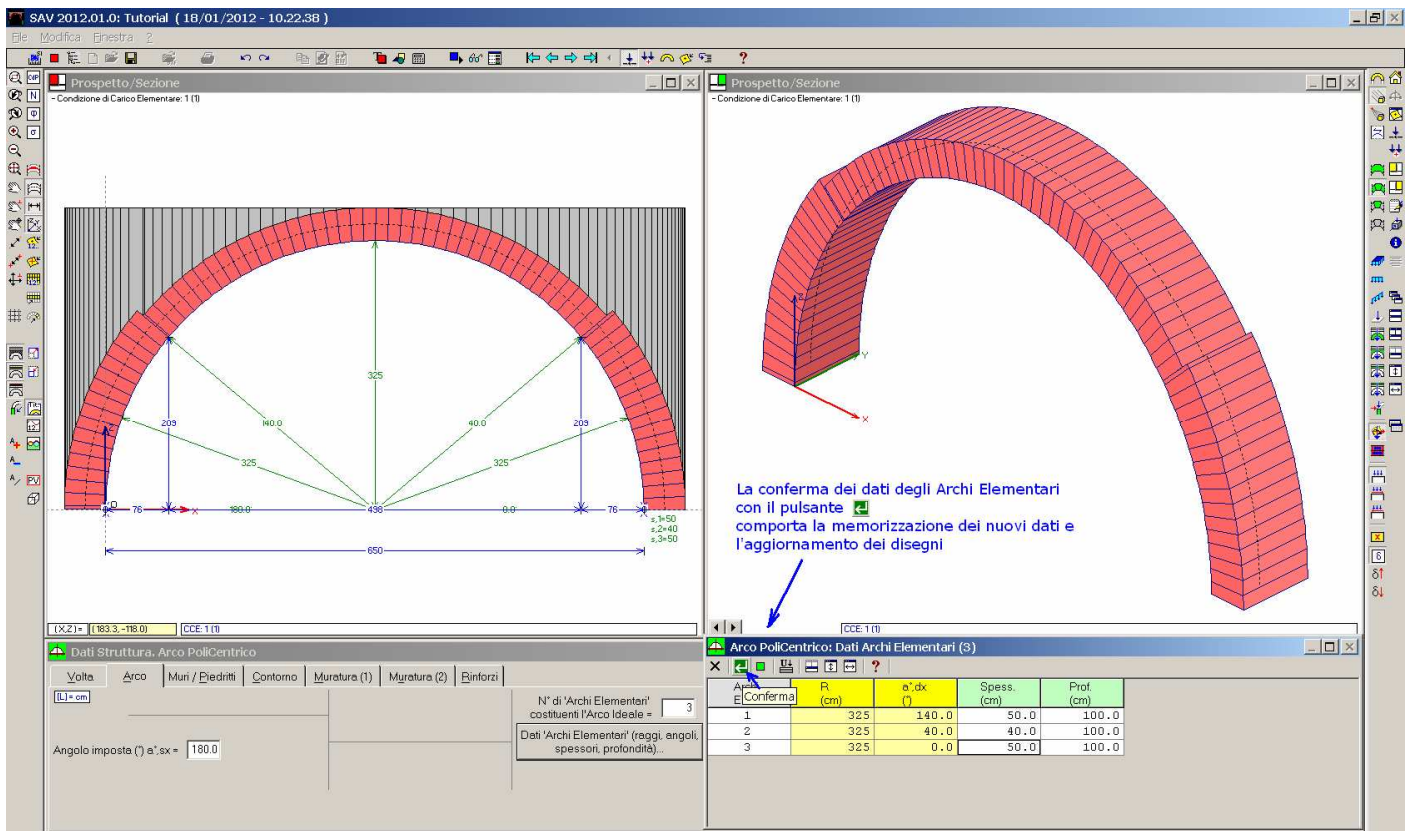 SAV 2012.01.0: Tutorial ( 18/01/2012 - 10.22.38 )
File Modifica Finestra ?
Prospetto/Sezione
- Condizione di Carico Elementare: 1 (1)
325
209
140.0
40.0
209
325
325
Z
O
76
X
180.0
438
0.0
76
s,1=50
s,2=40
s,3=50
650
(X,Z)= (183.3,-118.0) CCE: 1 (1)
Prospetto/Sezione
- Condizione di Carico Elementare: 1 (1)
Z
Y
X
La conferma dei dati degli Archi Elementari
con il pulsante
comporta la memorizzazione dei nuovi dati e
l'aggiornamento dei disegni
CCE: 1 (1)
Dati Struttura. Arco PoliCentrico
Volta Arco Muri / Piedritti Contorno Muratura (1) Muratura (2) Rinforzi
[L]= cm
N° di 'Archi Elementari'
costituenti l'Arco Ideale = 3
Angolo imposta (°) a°,sx = 180.0
Dati 'Archi Elementari' (raggi, angoli,
spessori, profondità)...
Arco PoliCentrico: Dati Archi Elementari (3)
Conferma
R a°,dx Spess. Prof.
(cm) (°) (cm) (cm)
1 325 140.0 50.0 100.0
2 325 40.0 40.0 100.0
3 325 0.0 50.0 100.0